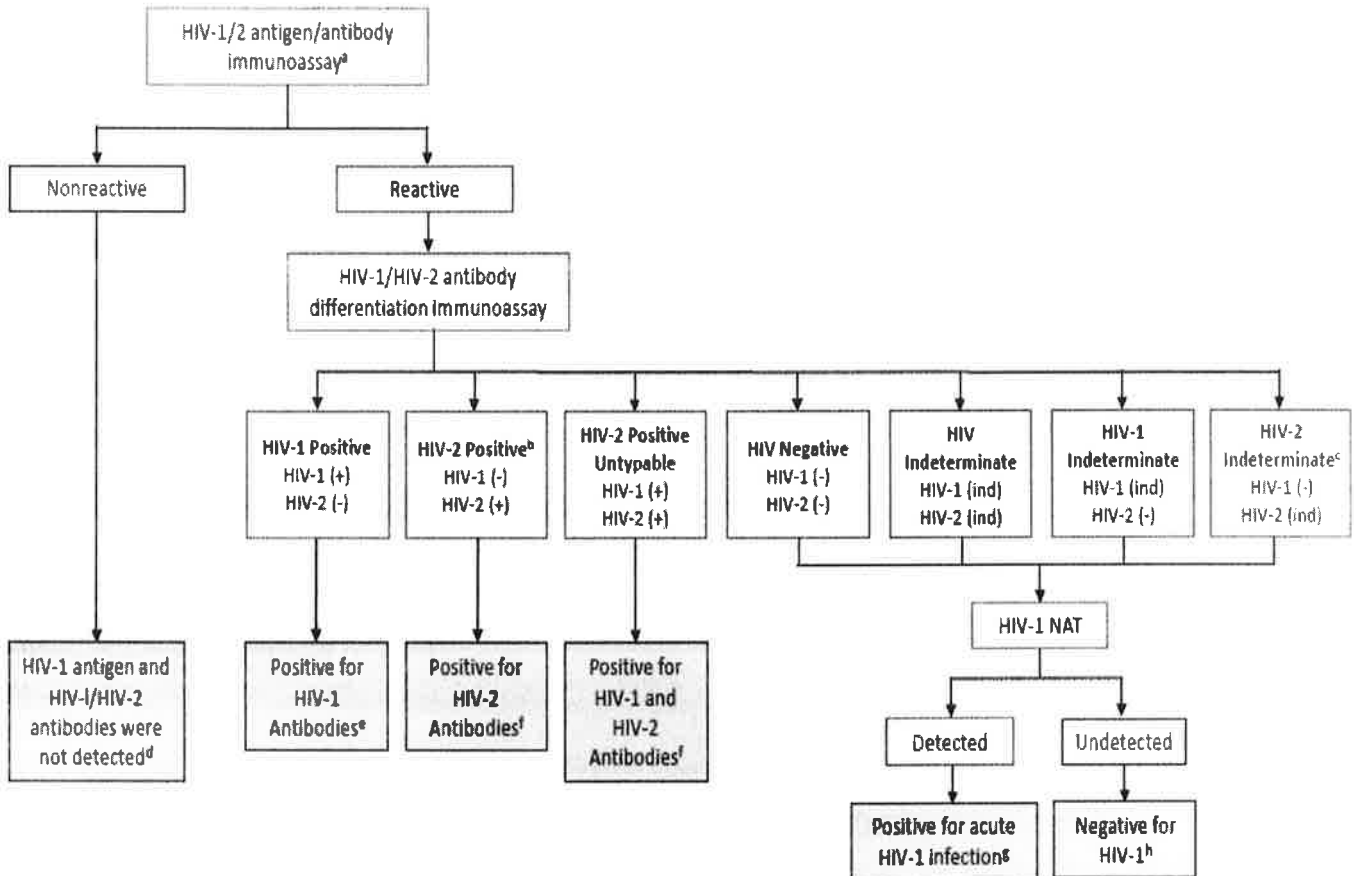 HIV-1/2 antigen/antibody
immunoassayᵃ
Nonreactive
Reactive
HIV-1/HIV-2 antibody
differentiation immunoassay
HIV-1 Positive
HIV-1 (+)
HIV-2 (-)
HIV-2 Positiveᵇ
HIV-1 (-)
HIV-2 (+)
HIV-2 Positive
Untypable
HIV-1 (+)
HIV-2 (+)
HIV Negative
HIV-1 (-)
HIV-2 (-)
HIV
Indeterminate
HIV-1 (ind)
HIV-2 (ind)
HIV-1
Indeterminate
HIV-1 (ind)
HIV-2 (-)
HIV-2
Indeterminateᶜ
HIV-1 (-)
HIV-2 (ind)
HIV-1 NAT
HIV-1 antigen and
HIV-l/HIV-2
antibodies were
not detectedᵈ
Positive for
HIV-1
Antibodiesᵉ
Positive for
HIV-2
Antibodiesᶠ
Positive for
HIV-1 and
HIV-2
Antibodiesᶠ
Detected
Undetected
Positive for acute
HIV-1 infectionᵍ
Negative for
HIV-1ʰ